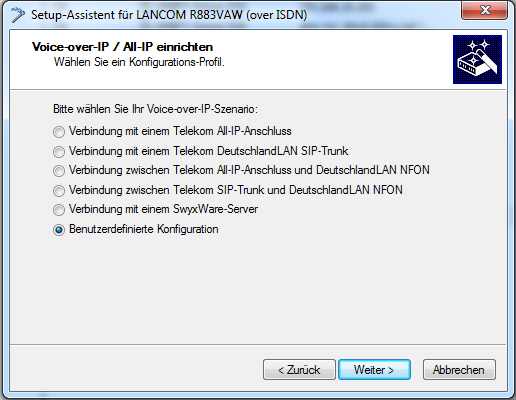 Setup-Assistent für LANCOM R883VAW (over ISDN)
Voice-over-IP / All-IP einrichten
Wählen Sie ein Konfigurations-Profil.
Bitte wählen Sie Ihr Voice-over-IP-Szenario:
Verbindung mit einem Telekom All-IP-Anschluss
Verbindung mit einem Telekom DeutschlandLAN SIP-Trunk
Verbindung zwischen Telekom All-IP-Anschluss und DeutschlandLAN NFON
Verbindung zwischen Telekom SIP-Trunk und DeutschlandLAN NFON
Verbindung mit einem SwyxWare-Server
Benutzerdefinierte Konfiguration
< Zurück Weiter > Abbrechen